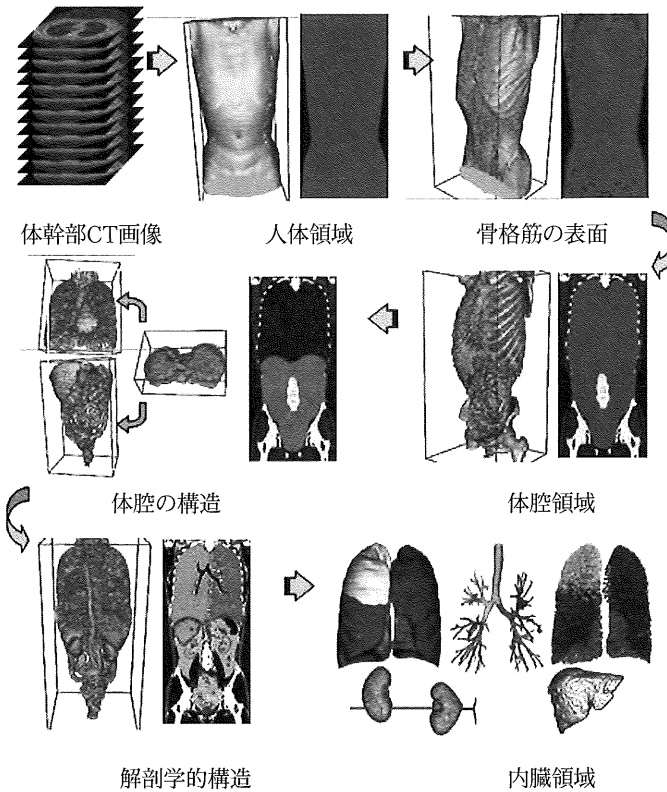 体幹部CT画像
人体領域
骨格筋の表面
体腔の構造
体腔領域
解剖学的構造
内臓領域